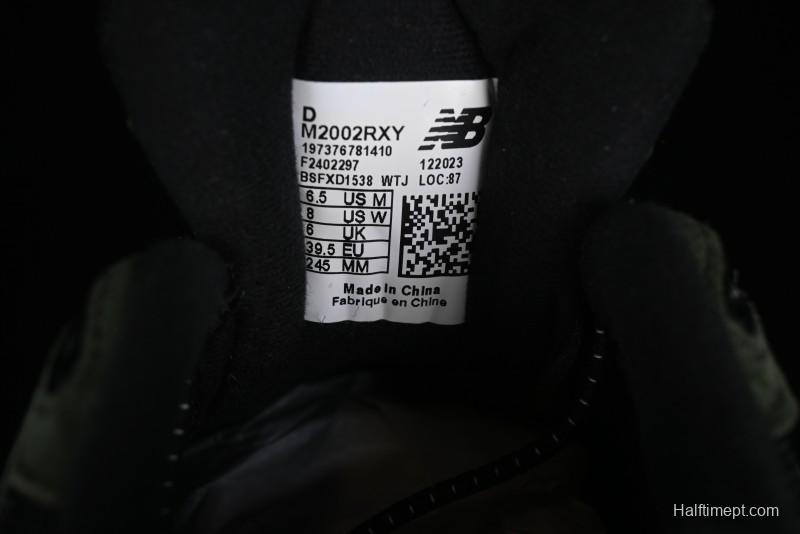 D
M2002RXY
197376781410
F2402297 122023
BSFXD1538 WTJ LOC:87
NB
6.5 US M
8 US W
6 UK
39.5 EU
245 MM
Made in China
Fabrique en Chine
Halftimept.com